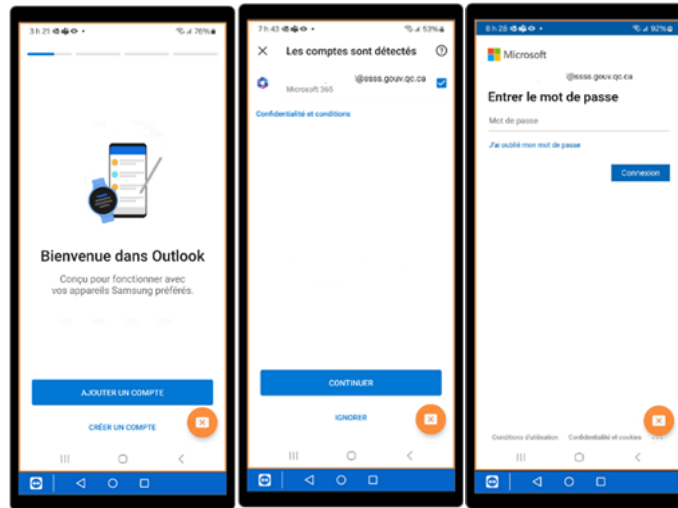 3 h 21
76%
Bienvenue dans Outlook
Conçu pour fonctionner avec
vos appareils Samsung préférés.
AJOUTER UN COMPTE
CRÉER UN COMPTE
7 h 43
53%
Les comptes sont détectés
@ssss.gouv.qc.ca
Microsoft 365
Confidentialité et conditions
CONTINUER
IGNORER
8 h 28
92%
Microsoft
@ssss.gouv.qc.ca
Entrer le mot de passe
Mot de passe
J'ai oublié mon mot de passe
Connexion
Conditions d'utilisation Confidentialité et cookies